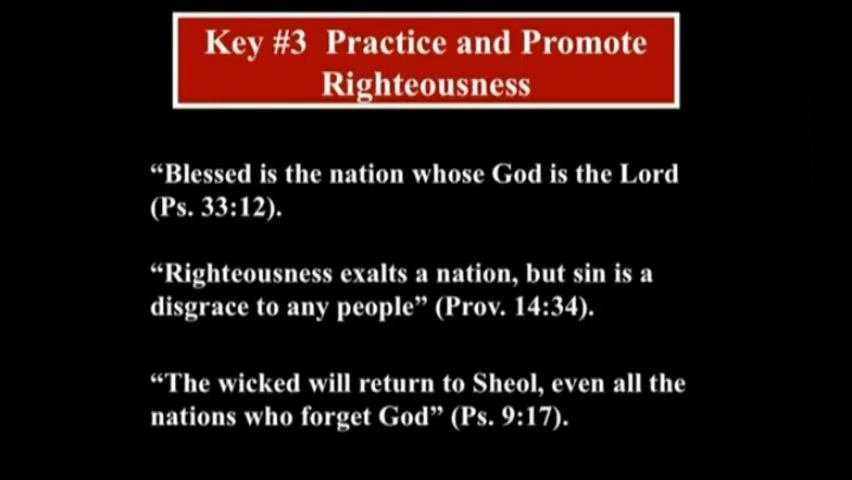 Key #3  Practice and Promote
Righteousness
“Blessed is the nation whose God is the Lord
(Ps. 33:12).
“Righteousness exalts a nation, but sin is a
disgrace to any people” (Prov. 14:34).
“The wicked will return to Sheol, even all the
nations who forget God” (Ps. 9:17).